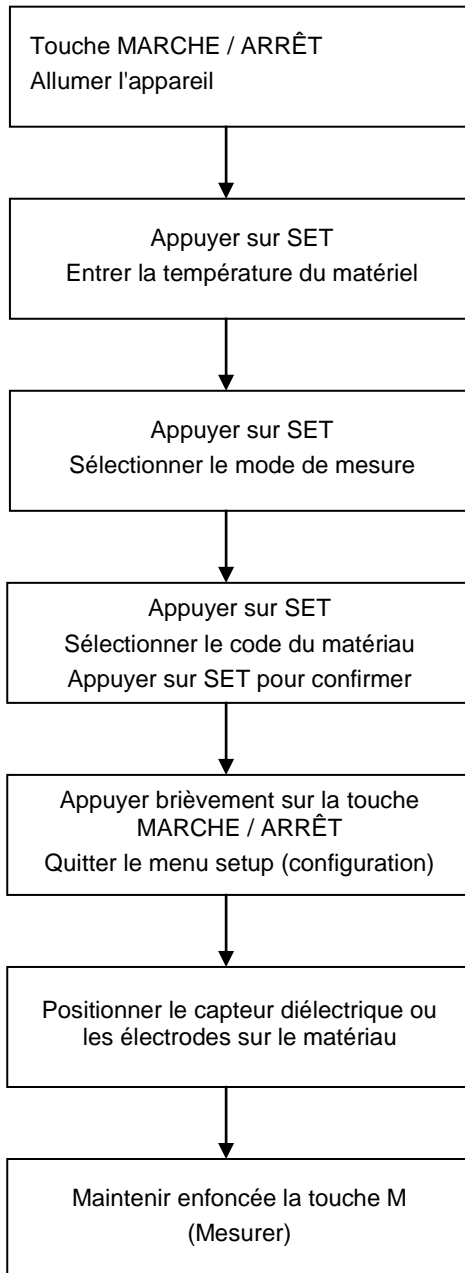 Touche MARCHE / ARRÊT
Allumer l'appareil
Appuyer sur SET
Entrer la température du matériel
Appuyer sur SET
Sélectionner le mode de mesure
Appuyer sur SET
Sélectionner le code du matériau
Appuyer sur SET pour confirmer
Appuyer brièvement sur la touche
MARCHE / ARRÊT
Quitter le menu setup (configuration)
Positionner le capteur diélectrique ou
les électrodes sur le matériau
Maintenir enfoncée la touche M
(Mesurer)